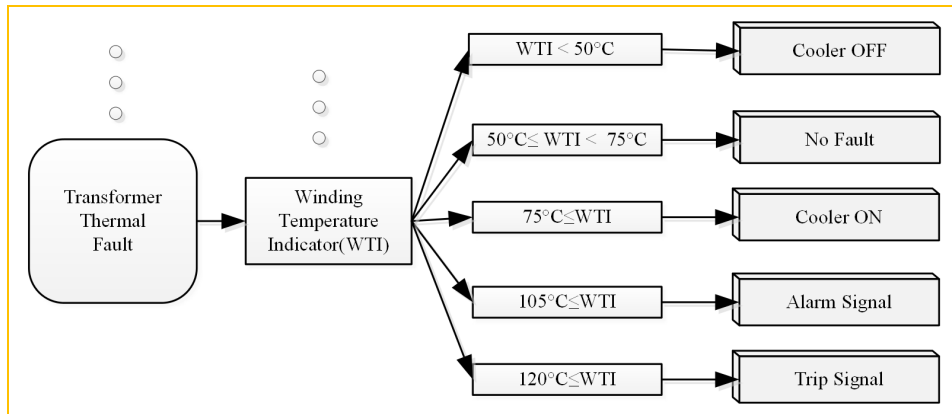 Transformer
Thermal
Fault
Winding
Temperature
Indicator(WTI)
WTI < 50°C
Cooler OFF
50°C≤ WTI < 75°C
No Fault
75°C≤WTI
Cooler ON
105°C≤WTI
Alarm Signal
120°C≤WTI
Trip Signal